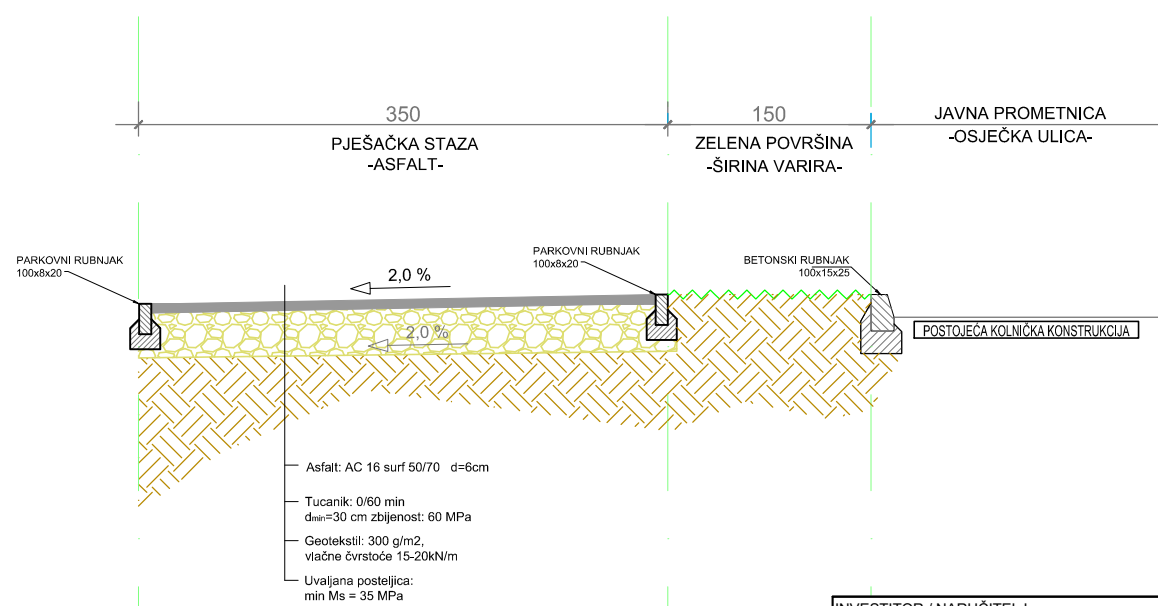 350
150
JAVNA PROMETNICA
-OSJEČKA ULICA-
PJEŠAČKA STAZA
-ASFALT-
ZELENA POVRŠINA
-ŠIRINA VARIRA-
PARKOVNI RUBNJAK
100x8x20
2,0 %
PARKOVNI RUBNJAK
100x8x20
BETONSKI RUBNJAK
100x15x25
2,0 %
POSTOJEĆA KOLNIČKA KONSTRUKCIJA
Asfalt: AC 16 surf 50/70 d=6cm
Tucanik: 0/60 min
dmin=30 cm zbijenost: 60 MPa
Geotekstil: 300 g/m2,
vlačne čvrstoće 15-20kN/m
Uvaljana posteljica:
min Ms = 35 MPa
INVESTITOR / NARUČITELJ